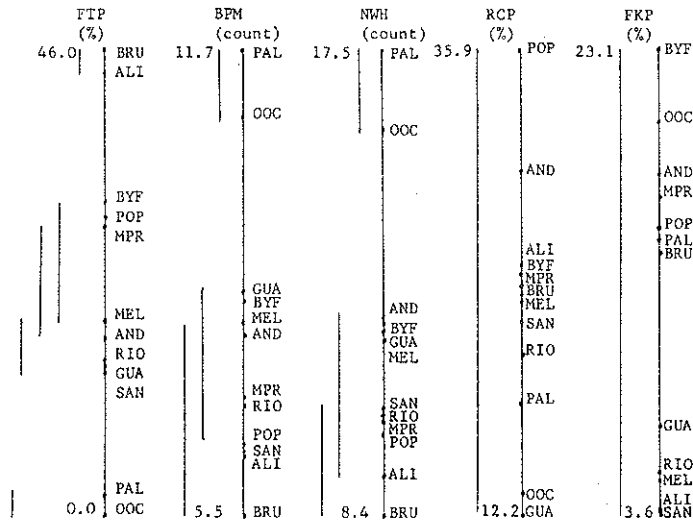 FTP BPM NWH RCP FKP
(%) (count) (count) (%) (%)
46.0 BRU 11.7 PAL 17.5 PAL 35.9 POP 23.1 BYF
ALI
OOC OOC OOC
AND AND
MPR
BYF
POP POP
MPR PAL
ALI BRU
BYF
MPR
GUA BRU
BYF AND MEL
MEL MEL BYF SAN
AND AND GUA
RIO MEL RIO
GUA
SAN MPR PAL
RIO SAN
RIO GUA
POP MPR
SAN POP
ALI RIO
ALI MEL
PAL OOC ALI
0.0 OOC 5.5 BRU 8.4 BRU 12.2 GUA 3.6 SAN